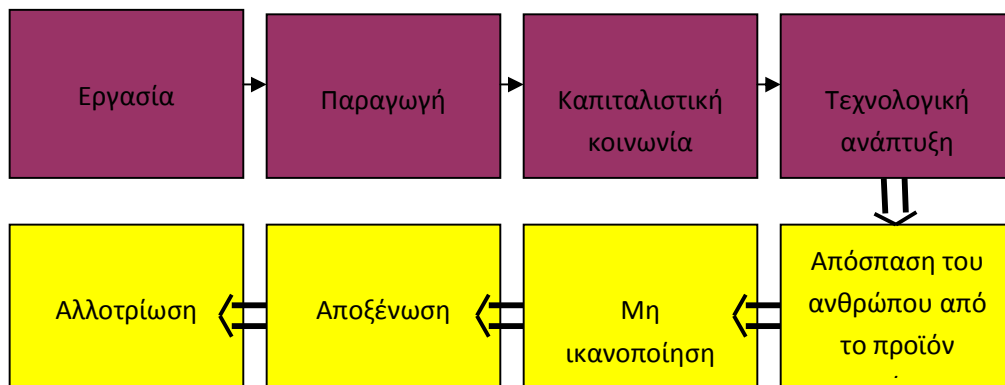 Εργασία
Παραγωγή
Καπιταλιστική
κοινωνία
Τεχνολογική
ανάπτυξη
Απόσπαση του
ανθρώπου από
το προϊόν
Μη
ικανοποίηση
Αποξένωση
Αλλοτρίωση